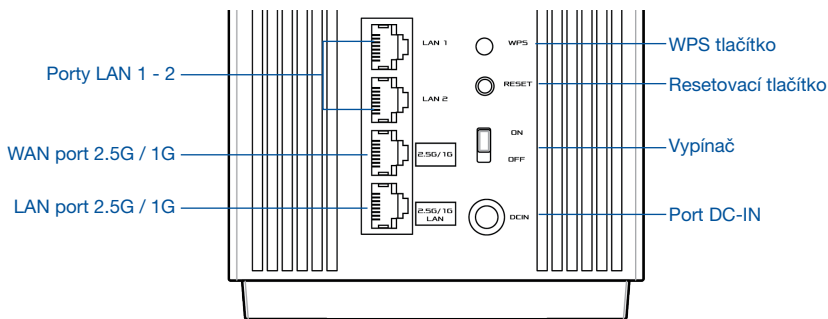 LAN 1
WPS
WPS tlačítko
Porty LAN 1 - 2
RESET
Resetovací tlačítko
LAN 2
ON
WAN port 2.5G / 1G
2.5G/1G
Vypínač
OFF
LAN port 2.5G / 1G
2.5G/1G
LAN
DCIN
Port DC-IN